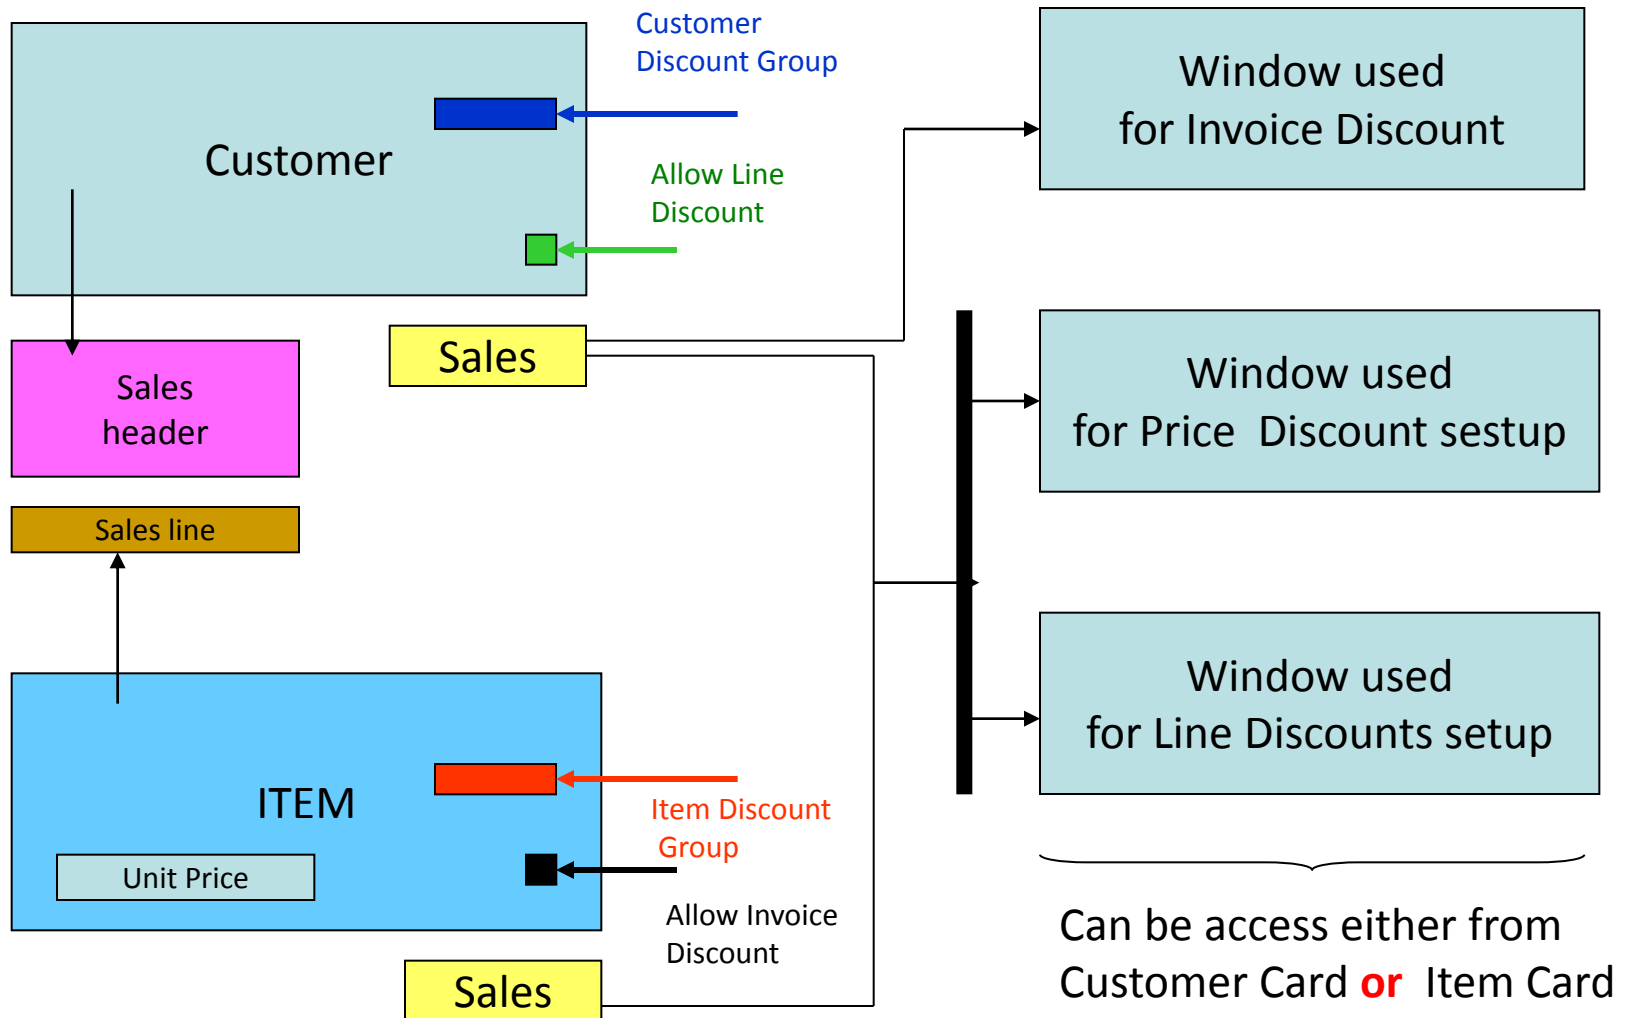 Customer
Discount Group
Customer
Allow Line
Discount
Sales
Sales
header
Sales line
ITEM
Unit Price
Item Discount
Group
Allow Invoice
Discount
Sales
Window used
for Invoice Discount
Window used
for Price  Discount sestup
Window used
for Line Discounts setup
Can be access either from
Customer Card or  Item Card